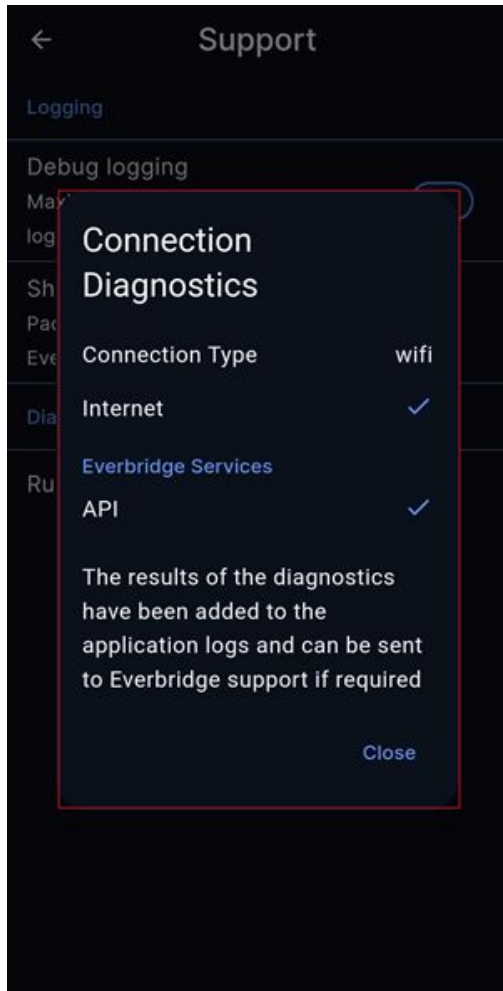 Support
Logging
Debug logging
Connection
Diagnostics
Connection Type wifi
Internet
Everbridge Services
API
The results of the diagnostics
have been added to the
application logs and can be sent
to Everbridge support if required
Close